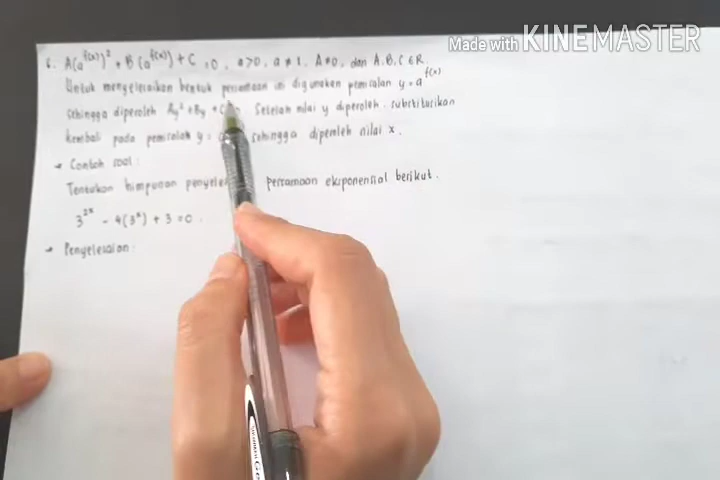 Made with KINEMASTER
6. A(a^f(x))² + B(a^f(x)) + C = 0, a>0, a ≠ 1, A≠0, dan A, B, C ∈ R.
Untuk menyelesaikan bentuk persamaan ini digunakan pemisalan y = a^f(x)
sehingga diperoleh Ay² + By + C Setelah nilai y diperoleh, substitusikan
kembali pada pemisalan y = sehingga diperoleh nilai x.
→ Contoh soal:
Tentukan himpunan persamaan eksponensial berikut.
3^2x - 4(3^x) + 3 = 0.
→ Penyelesaian: